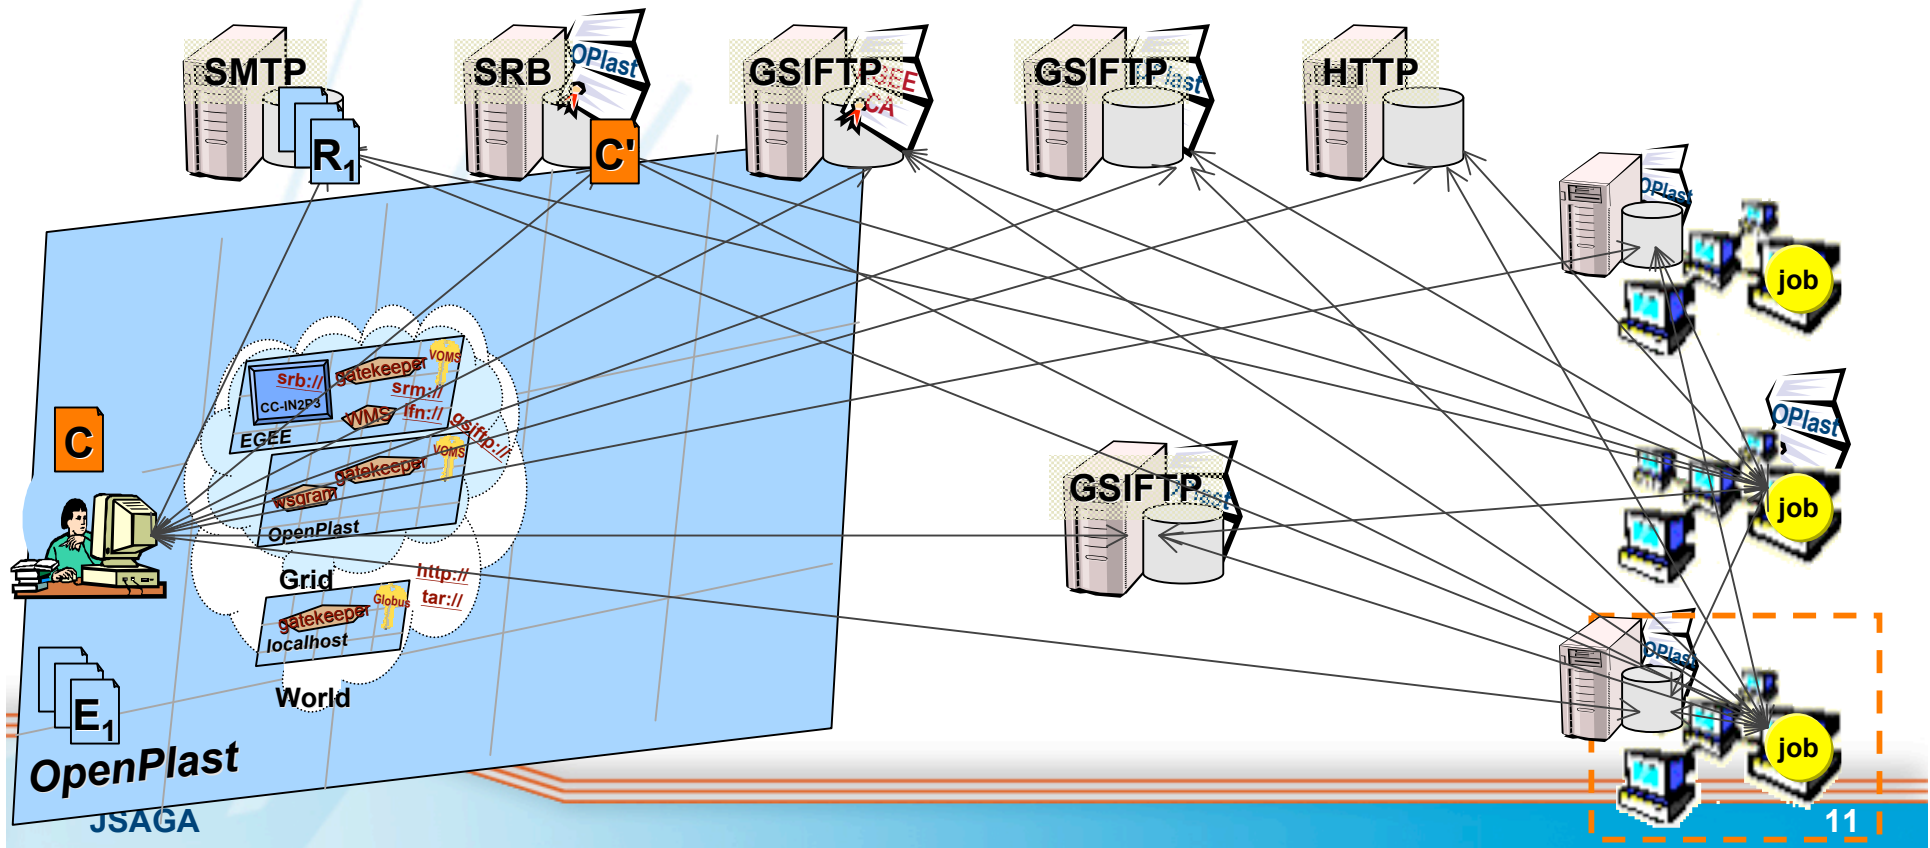 SMTP
R1
SRB
OPlast
C'
GSIFTP
EGEE
CA
GSIFTP
OPlast
HTTP
OPlast
job
OPlast
job
GSIFTP
OPlast
OPlast
job
C
E1
srb://
CC-IN2P3
gatekeeper
VOMS
srm://
WMS
lfn://
EGEE
gsiftp://
gatekeeper
VOMS
wsgram
OpenPlast
Grid
http://
tar://
gatekeeper
Globus
localhost
World
OpenPlast
JSAGA
11